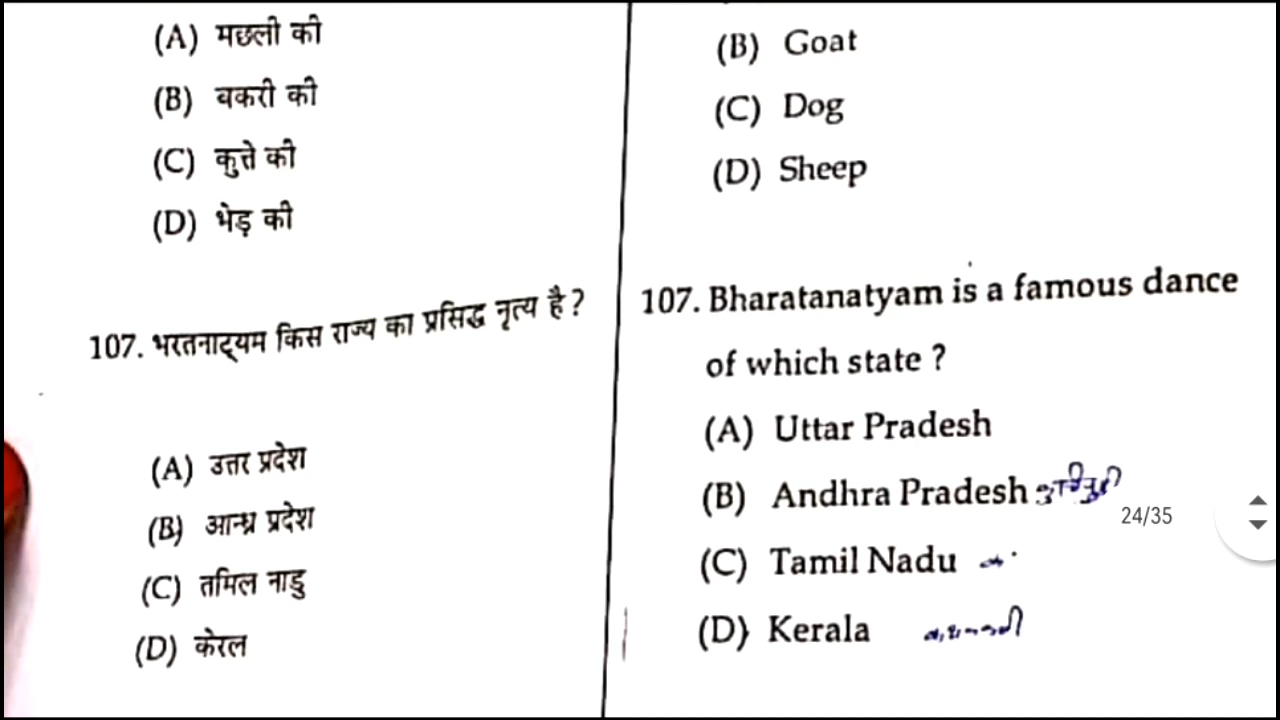 (A) मछली की
(B) बकरी की
(C) कुत्ते की
(D) भेड़ की
107. भरतनाट्यम किस राज्य का प्रसिद्ध नृत्य है ?
(A) उत्तर प्रदेश
(B) आन्ध्र प्रदेश
(C) तमिल नाडु
(D) केरल
(B) Goat
(C) Dog
(D) Sheep
107. Bharatanatyam is a famous dance
of which state ?
(A) Uttar Pradesh
(B) Andhra Pradesh
(C) Tamil Nadu
(D) Kerala
24/35